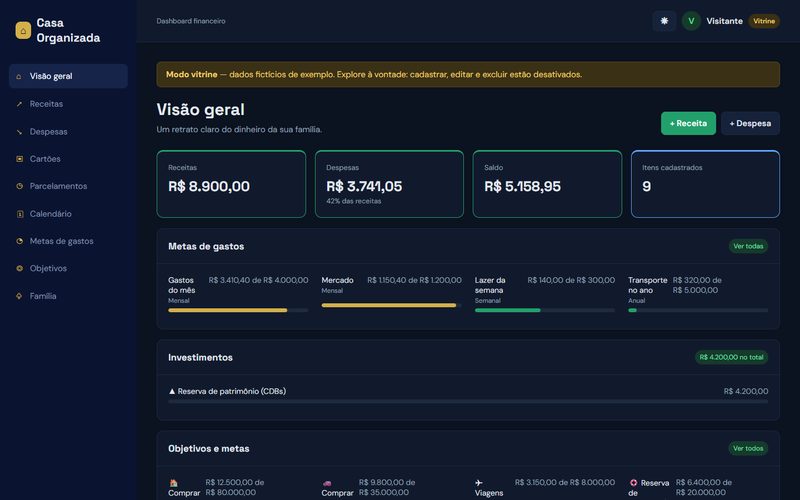 Casa
Organizada
Dashboard financeiro
V
Visitante
Vitrine
Visão geral
Receitas
Despesas
Cartões
Parcelamentos
Calendário
Metas de gastos
Objetivos
Família
Modo vitrine — dados fictícios de exemplo. Explore à vontade: cadastrar, editar e excluir estão desativados.
Visão geral
Um retrato claro do dinheiro da sua família.
+ Receita
+ Despesa
Receitas
R$ 8.900,00
Despesas
R$ 3.741,05
42% das receitas
Saldo
R$ 5.158,95
Itens cadastrados
9
Metas de gastos
Ver todas
Gastos
do mês
R$ 3.410,40 de R$ 4.000,00
Mensal
Mercado
R$ 1.150,40 de R$ 1.200,00
Mensal
Lazer da
semana
R$ 140,00 de R$ 300,00
Semanal
Transporte
no ano
R$ 320,00 de
R$ 5.000,00
Anual
Investimentos
R$ 4.200,00 no total
▲ Reserva de patrimônio (CDBs)
R$ 4.200,00
Objetivos e metas
Ver todos
Comprar
R$ 12.500,00 de
R$ 80.000,00
Comprar
R$ 9.800,00 de
R$ 35.000,00
Viagens
R$ 3.150,00 de R$ 8.000,00
Reserva
de
R$ 6.400,00 de
R$ 20.000,00